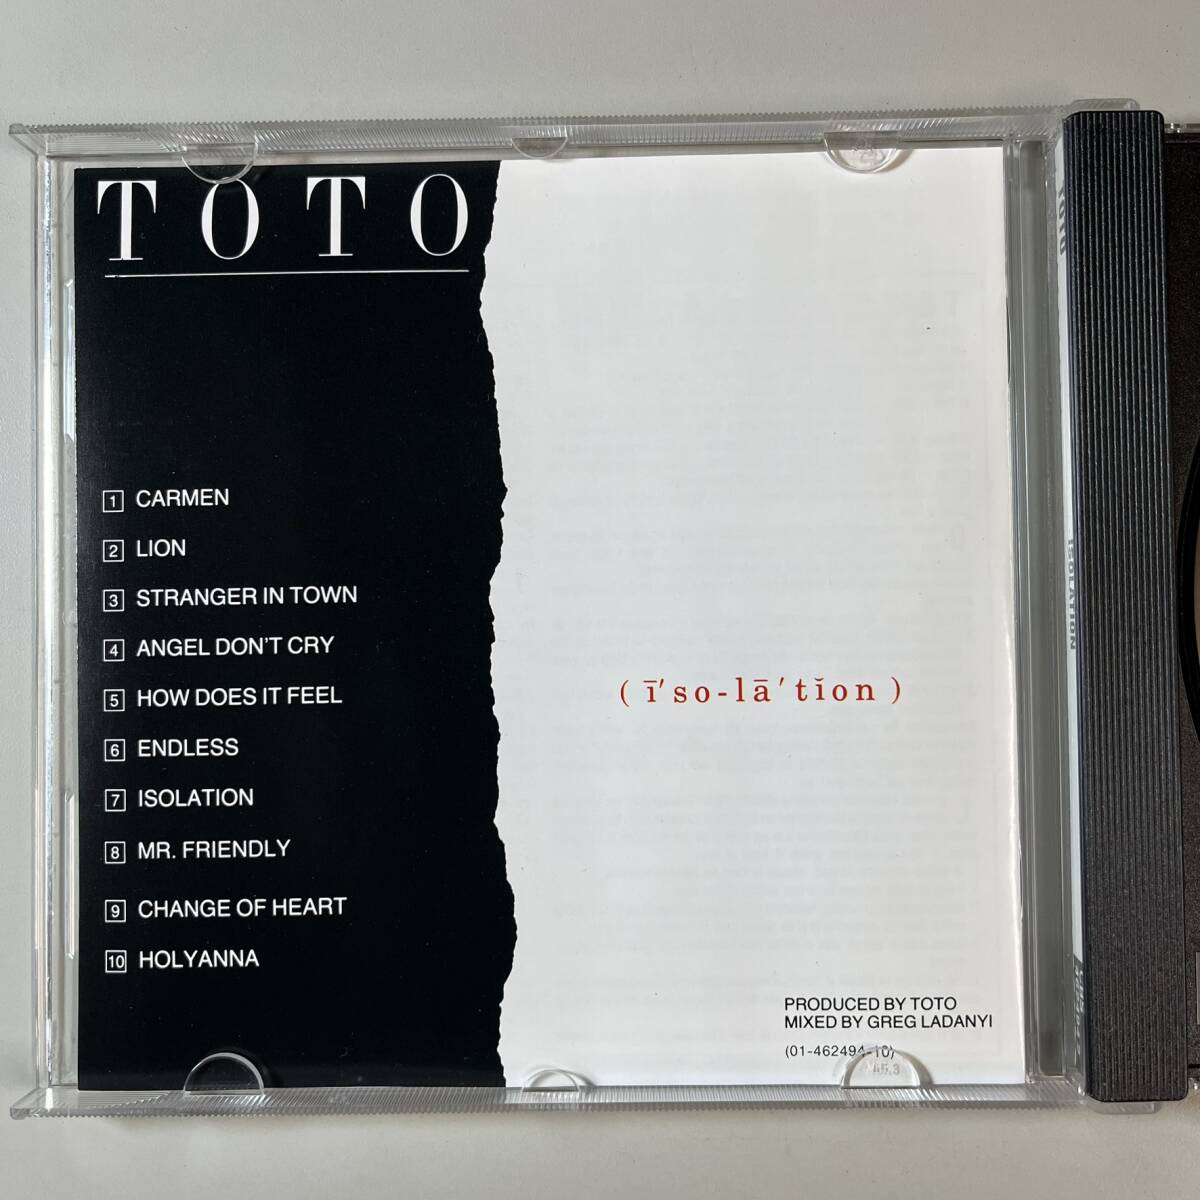 TOTO
1 CARMEN
2 LION
3 STRANGER IN TOWN
4 ANGEL DON'T CRY
5 HOW DOES IT FEEL
6 ENDLESS
7 ISOLATION
8 MR. FRIENDLY
9 CHANGE OF HEART
10 HOLYANNA
(ī′so-lā′tĭon)
PRODUCED BY TOTO
MIXED BY GREG LADANYI
(01-462494-10)
TOTO
ISOLATION